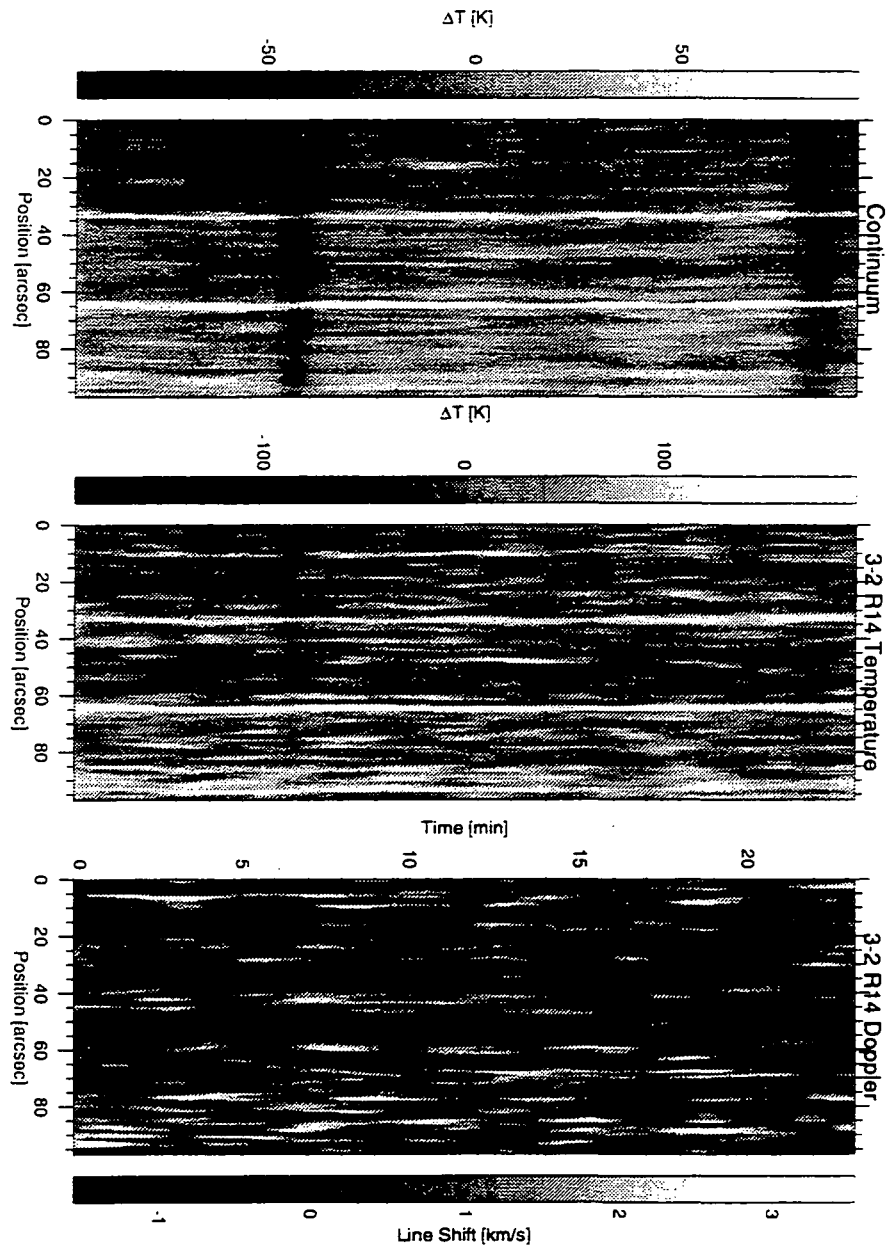 ΔT [K]
-50 0 50
Continuum
0 20 40 60 80
Position [arcsec]
ΔT [K]
-100 0 100
3-2 R14 Temperature
0 20 40 60 80
Position [arcsec]
Time [min]
0 5 10 15 20
3-2 R14 Doppler
0 20 40 60 80
Position [arcsec]
-1 0 1 2 3
Line Shift [km/s]